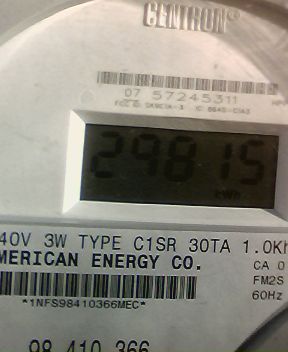 CENTRON®
07 57245311
29815
kWh
40V 3W TYPE C1SR 30TA 1.0Kh
MERICAN ENERGY CO.
CA 0
FM2S
60Hz
*1NFS98410366MEC*
98 410 366